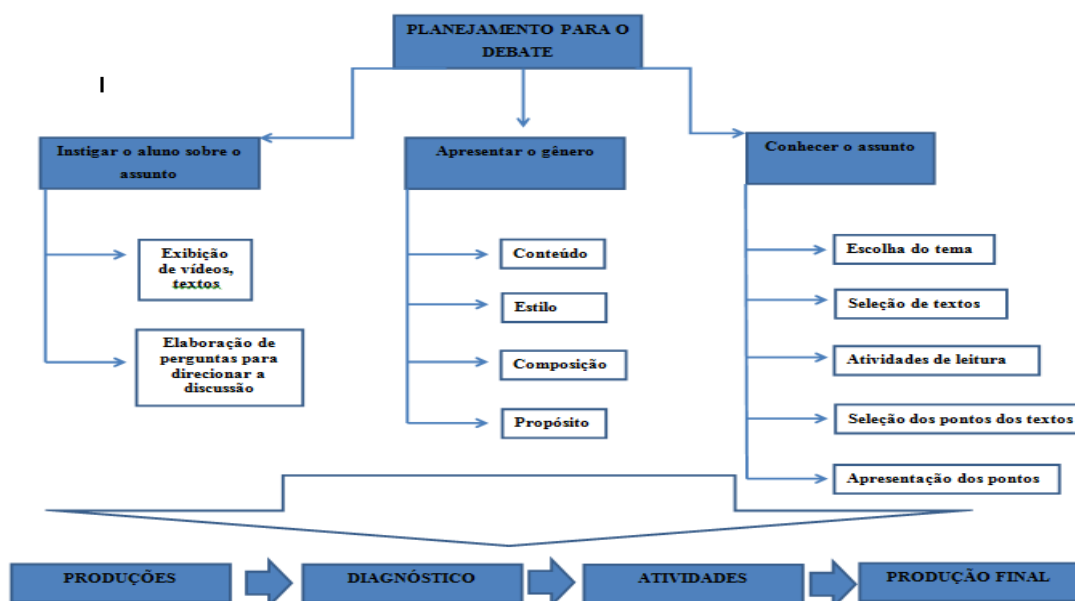 PLANEJAMENTO PARA O
DEBATE
I
Instigar o aluno sobre o
assunto
Apresentar o gênero
Conhecer o assunto
Exibição
de vídeos,
textos
Elaboração de
perguntas para
direcionar a
discussão
Conteúdo
Estilo
Composição
Propósito
Escolha do tema
Seleção de textos
Atividades de leitura
Seleção dos pontos dos textos
Apresentação dos pontos
PRODUÇÕES
DIAGNÓSTICO
ATIVIDADES
PRODUÇÃO FINAL